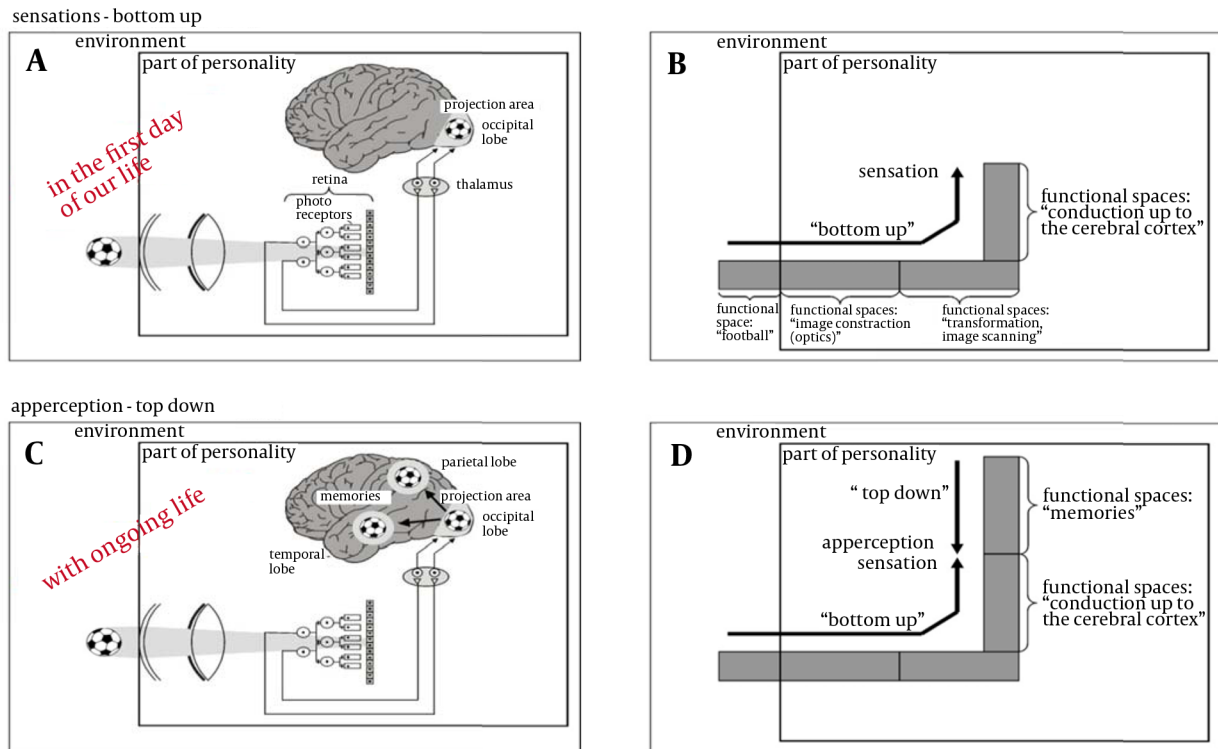 sensations - bottom up
environment
A
part of personality
in the first day
of our life
projection area
occipital
lobe
retina
thalamus
photo
receptors
environment
B
part of personality
sensation
"bottom up"
functional spaces:
"conduction up to
the cerebral cortex"
functional
space:
"football"
functional spaces:
"image constraction
(optics)"
functional spaces:
"transformation,
image scanning"
apperception - top down
environment
C
part of personality
with ongoing life
parietal lobe
memories
projection area
occipital
lobe
temporal-
lobe
environment
D
part of personality
" top down"
functional spaces:
"memories"
apperception
sensation
"bottom up"
functional spaces:
"conduction up to
the cerebral cortex"